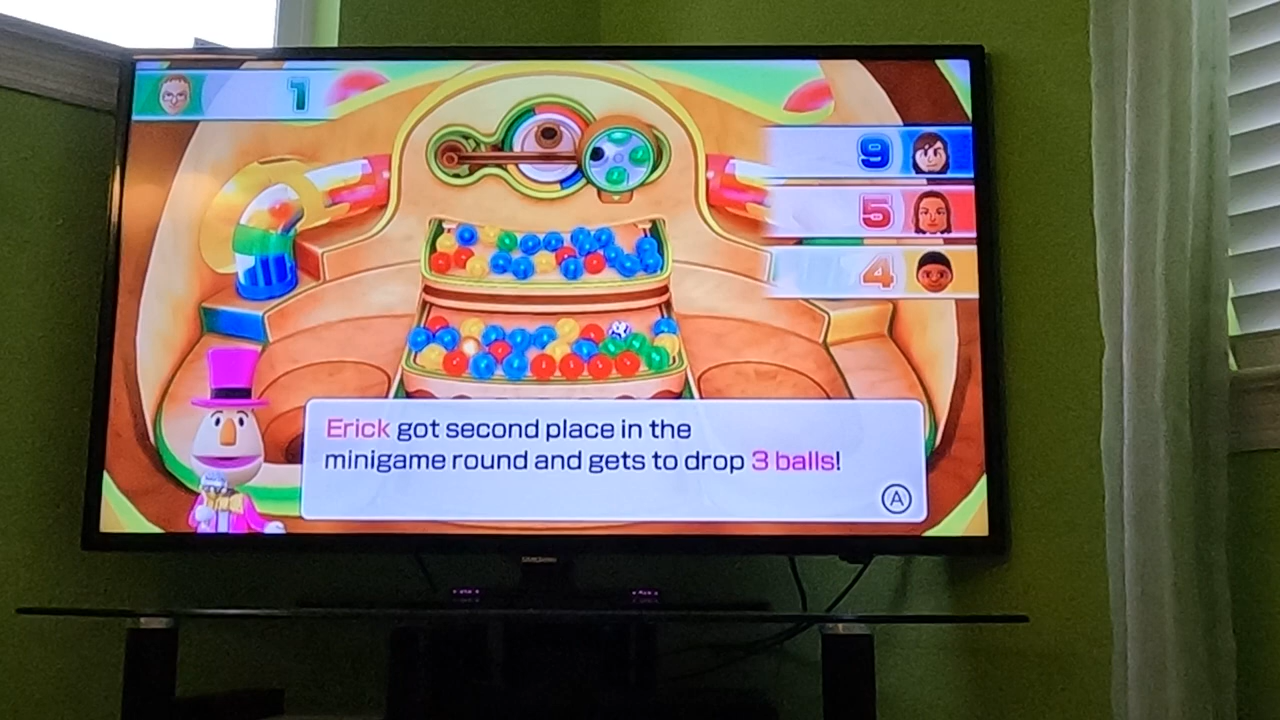 1
9
5
4
Erick got second place in the
minigame round and gets to drop 3 balls!
A